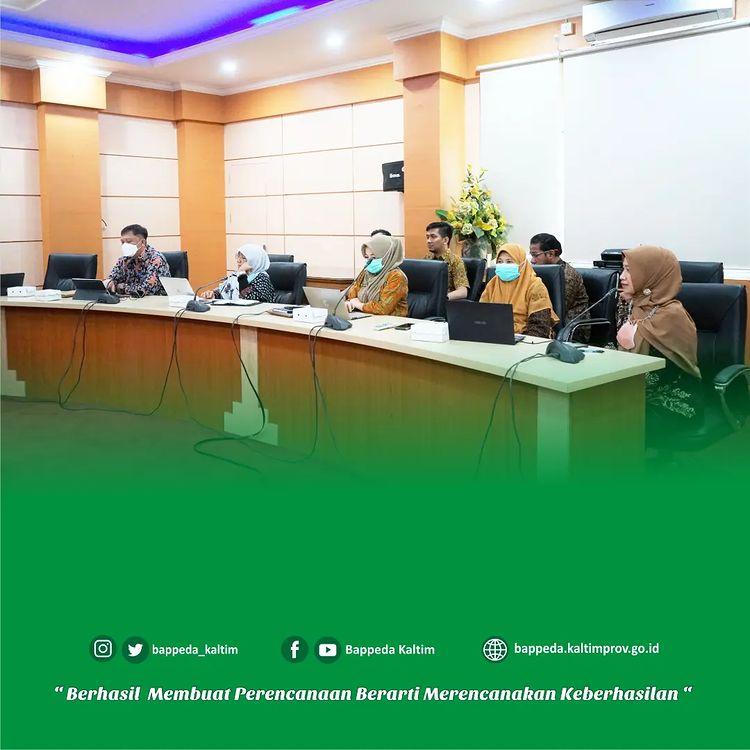 bappeda_kaltim
Bappeda Kaltim
bappeda.kaltimprov.go.id
“ Berhasil Membuat Perencanaan Berarti Merencanakan Keberhasilan “